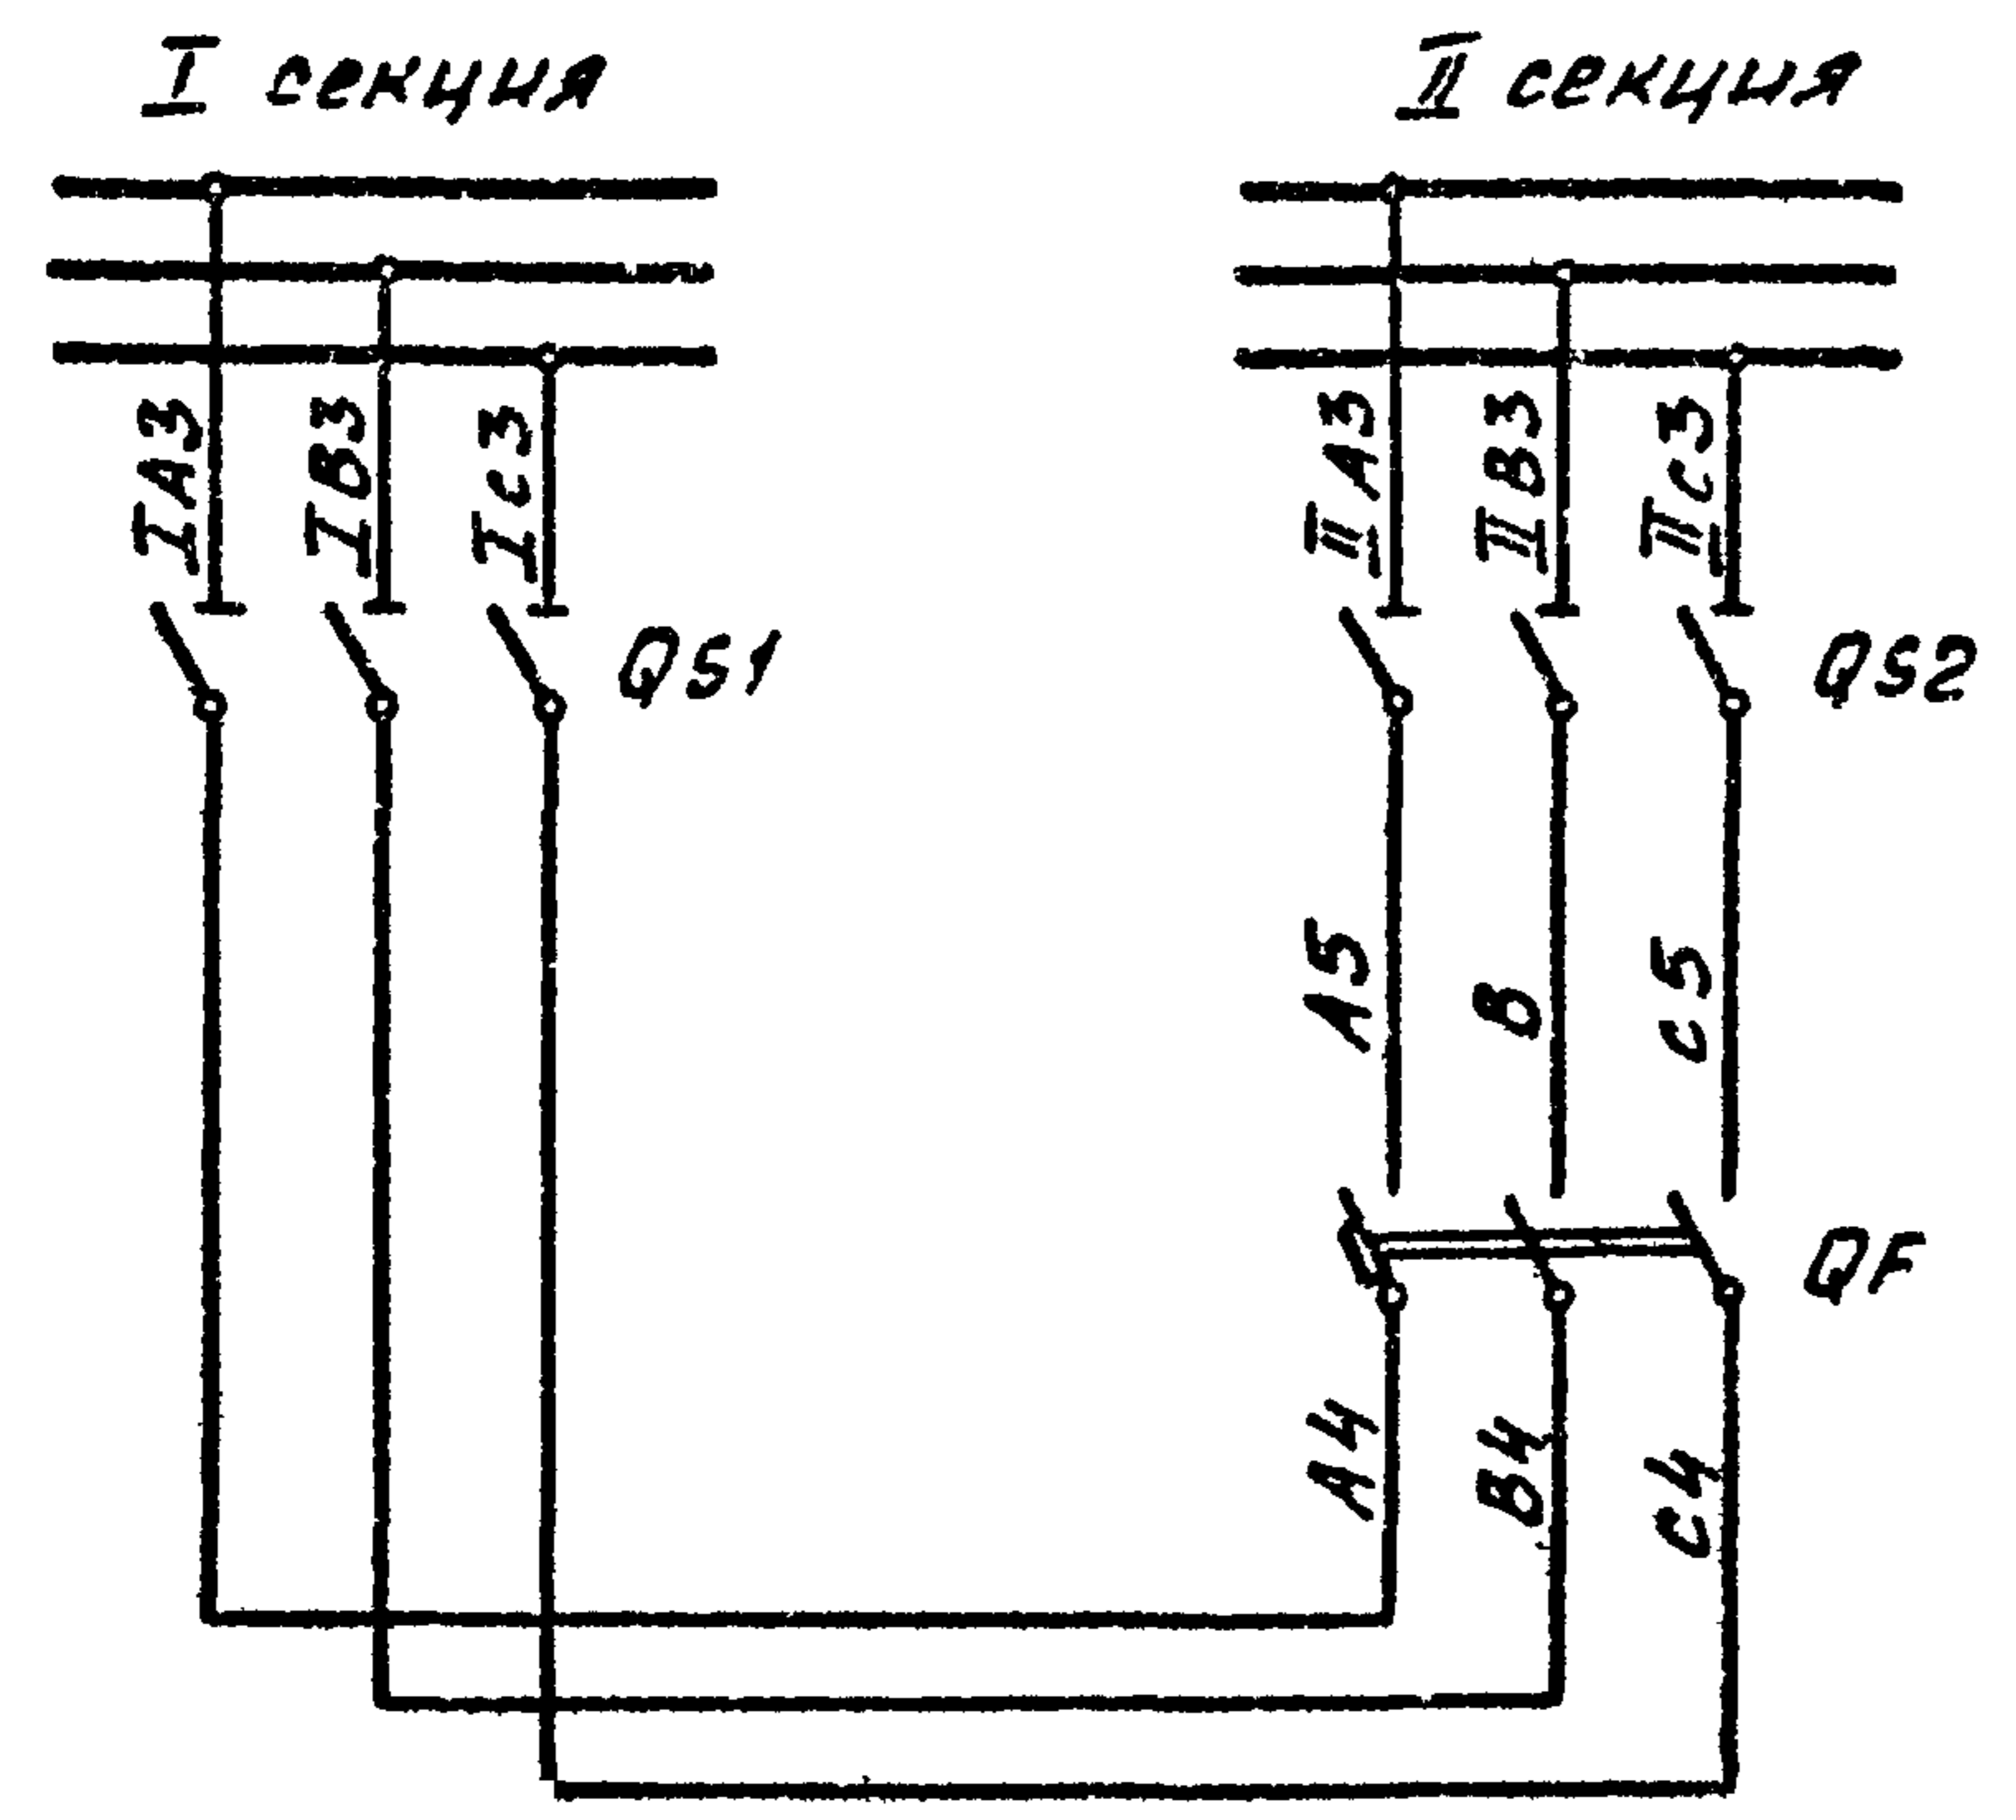 I секция
II секция
IA3
IB3
IC3
IIA3
IIB3
IIC3
QS1
QS2
A5
B
C5
QF
A4
B4
C4